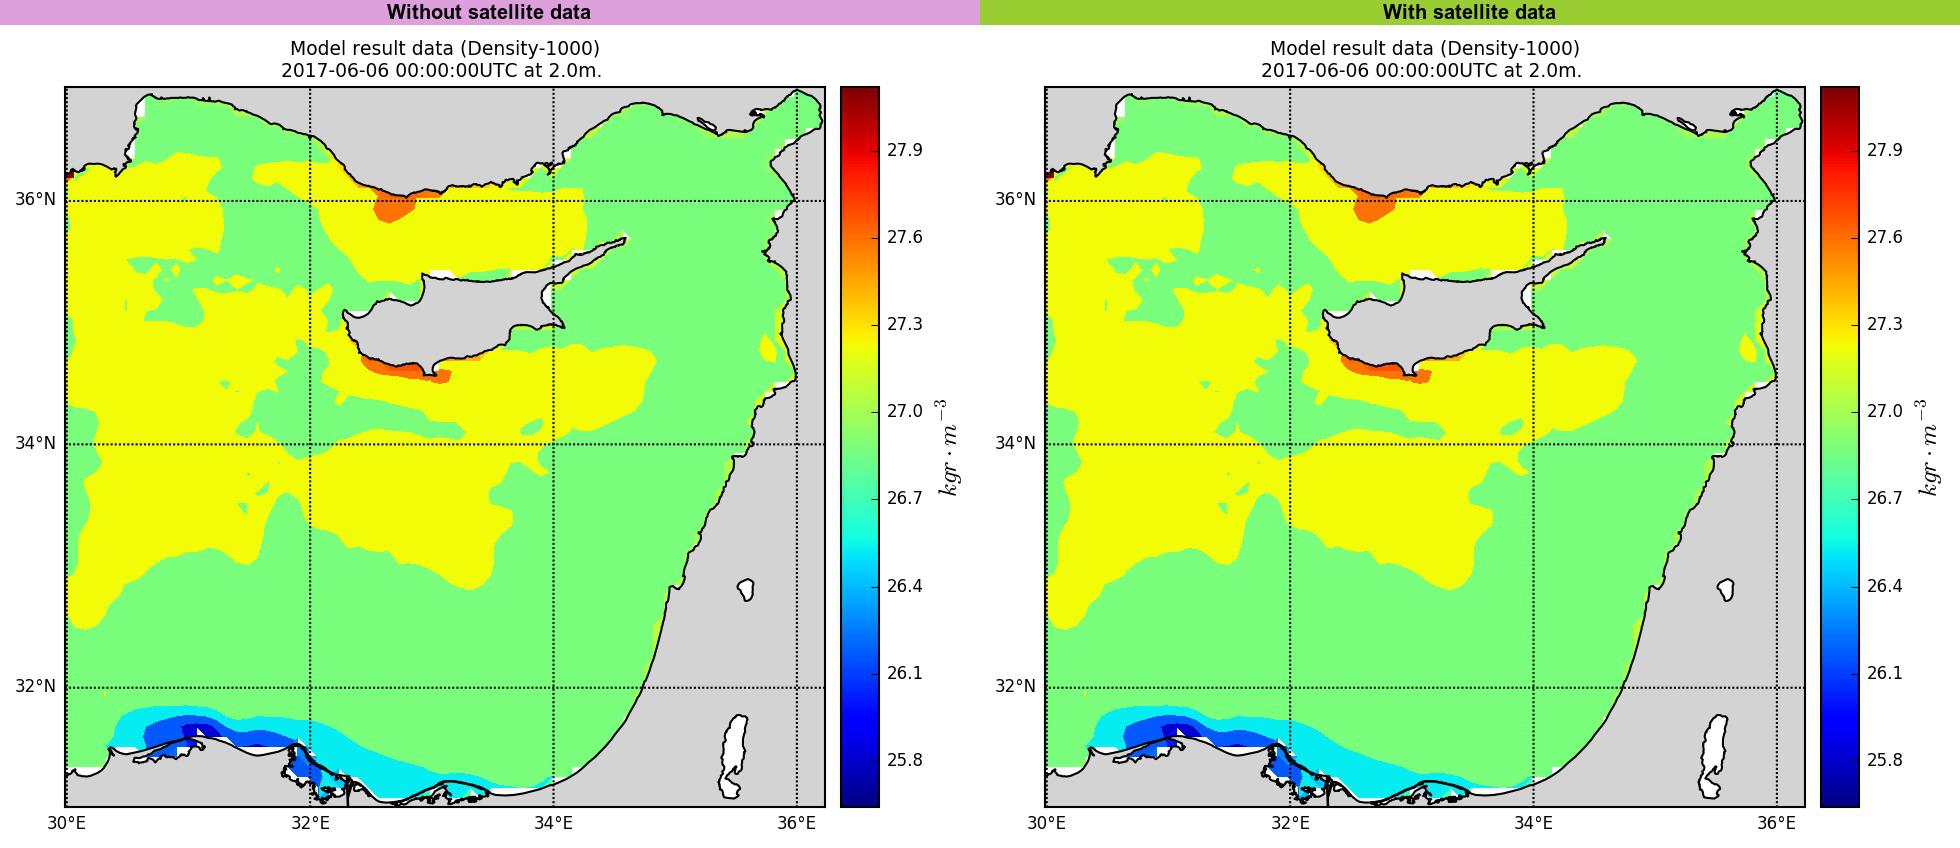 Without satellite data
With satellite data
Model result data (Density-1000)
2017-06-06 00:00:00UTC at 2.0m.
36°N
34°N
32°N
30°E 32°E 34°E 36°E
27.9
27.6
27.3
27.0
26.7
26.4
26.1
25.8
kgr · m⁻³
Model result data (Density-1000)
2017-06-06 00:00:00UTC at 2.0m.
36°N
34°N
32°N
30°E 32°E 34°E 36°E
27.9
27.6
27.3
27.0
26.7
26.4
26.1
25.8
kgr · m⁻³